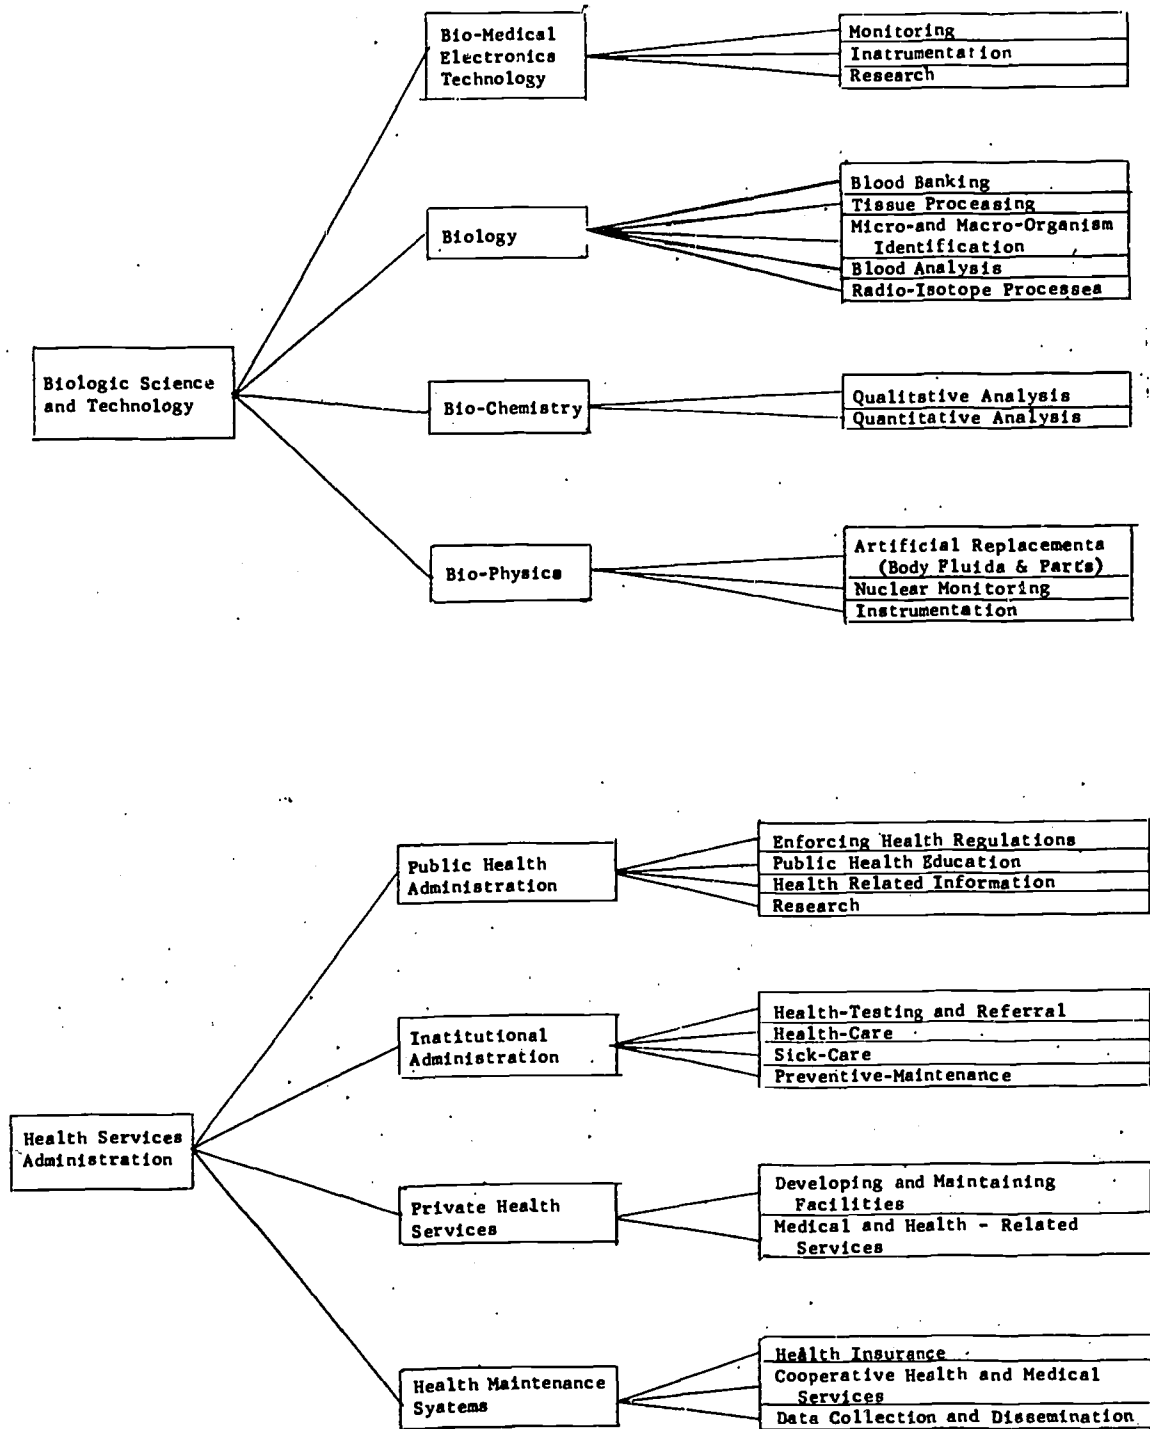 Bio-Medical
Electronics
Technology
Monitoring
Instrumentation
Research
Biology
Blood Banking
Tissue Processing
Micro-and Macro-Organism
Identification
Blood Analysis
Radio-Isotope Processes
Biologic Science
and Technology
Bio-Chemistry
Qualitative Analysis
Quantitative Analysis
Bio-Physics
Artificial Replacements
(Body Fluids & Parts)
Nuclear Monitoring
Instrumentation
Public Health
Administration
Enforcing Health Regulations
Public Health Education
Health Related Information
Research
Institutional
Administration
Health-Testing and Referral
Health-Care
Sick-Care
Preventive-Maintenance
Health Services
Administration
Private Health
Services
Developing and Maintaining
Facilities
Medical and Health - Related
Services
Health Maintenance
Systems
Health Insurance
Cooperative Health and Medical
Services
Data Collection and Dissemination